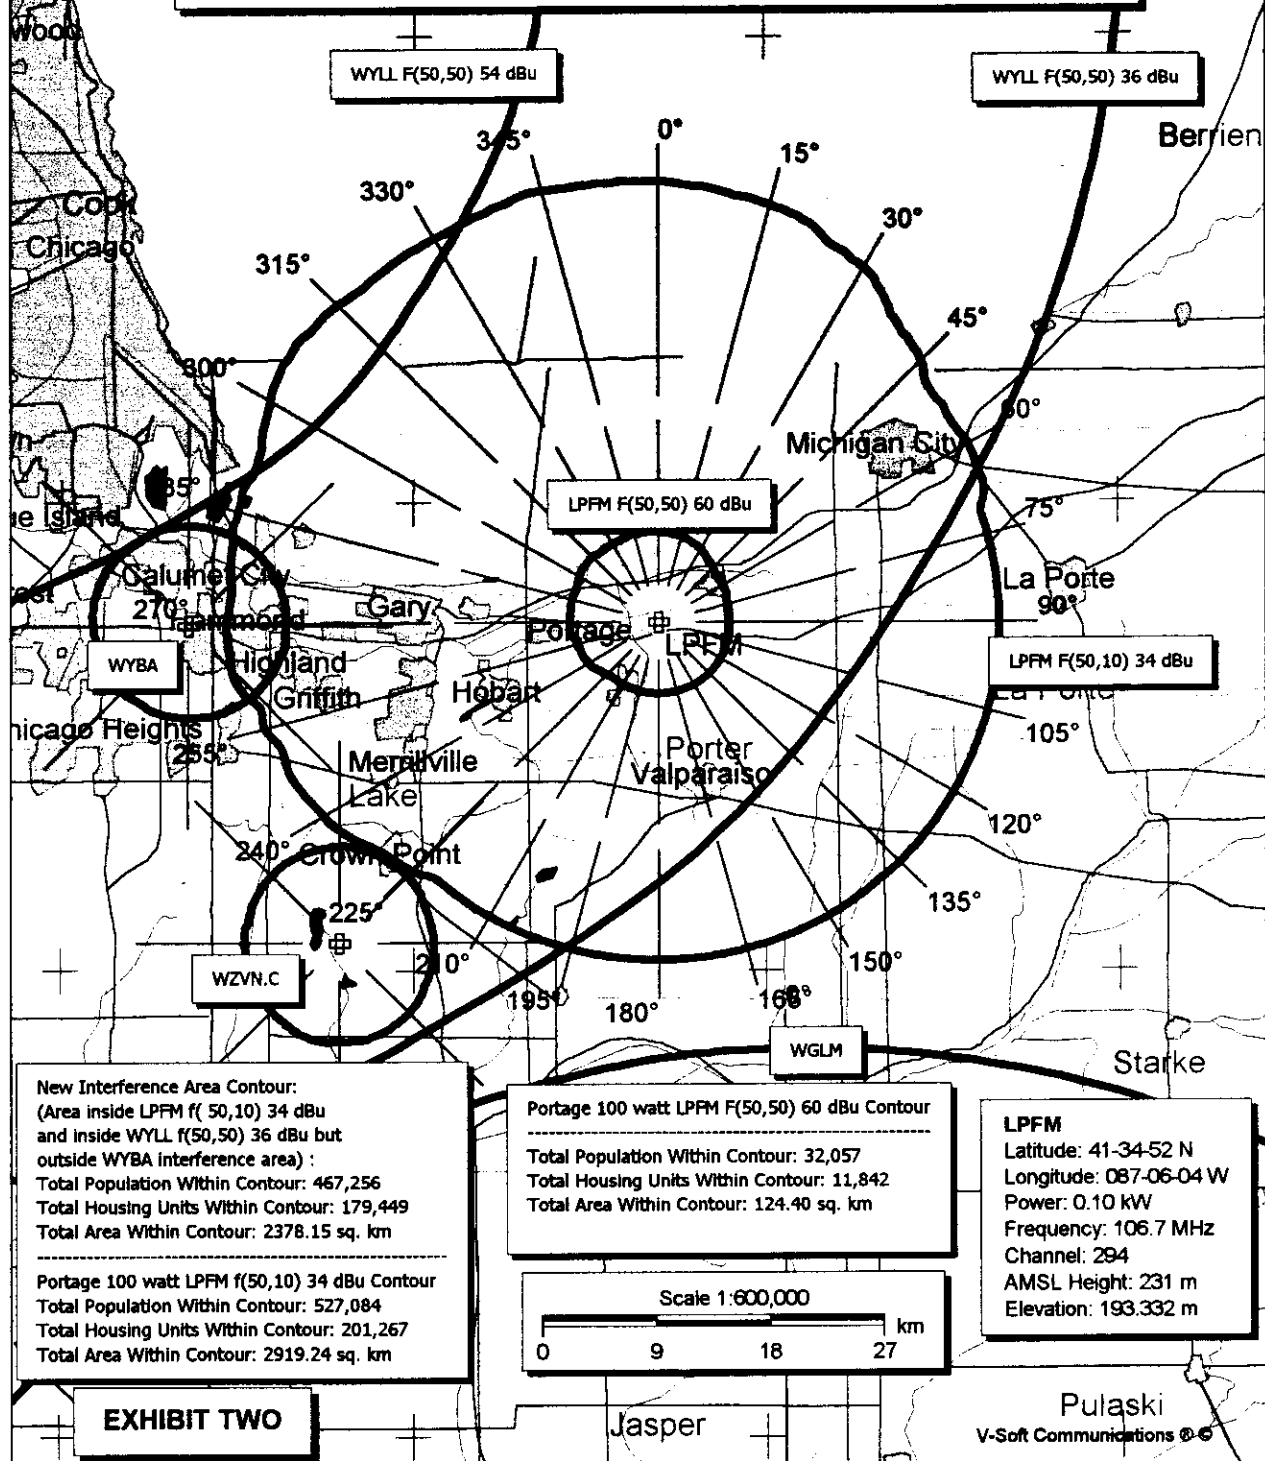 Wood
WYLL F(50,50) 54 dBu
WYLL F(50,50) 36 dBu
Berrien
345°
0°
15°
330°
30°
Cook
Chicago
315°
45°
300°
60°
Michigan City
85°
LPFM F(50,50) 60 dBu
75°
ue Island
rest
Calumet City
La Porte
270°
Hammond
Gary
90°
Portage
LPFM
WYBA
Highland
LPFM F(50,10) 34 dBu
Griffith
Hobart
La Porte
hicago Heights
255°
Merrillville
Porter
Valparaiso
105°
Lake
120°
240°
Crown Point
225°
135°
WZVN.C
210°
150°
195°
180°
WGLM
Starke
New Interference Area Contour:
(Area inside LPFM f( 50,10) 34 dBu
and inside WYLL f(50,50) 36 dBu but
outside WYBA interference area) :
Total Population Within Contour: 467,256
Total Housing Units Within Contour: 179,449
Total Area Within Contour: 2378.15 sq. km
Portage 100 watt LPFM f(50,10) 34 dBu Contour
Total Population Within Contour: 527,084
Total Housing Units Within Contour: 201,267
Total Area Within Contour: 2919.24 sq. km
Portage 100 watt LPFM F(50,50) 60 dBu Contour
Total Population Within Contour: 32,057
Total Housing Units Within Contour: 11,842
Total Area Within Contour: 124.40 sq. km
LPFM
Latitude: 41-34-52 N
Longitude: 087-06-04 W
Power: 0.10 kW
Frequency: 106.7 MHz
Channel: 294
AMSL Height: 231 m
Elevation: 193.332 m
Scale 1:600,000
km
0 9 18 27
EXHIBIT TWO
Jasper
Pulaski
V-Soft Communications ® ©